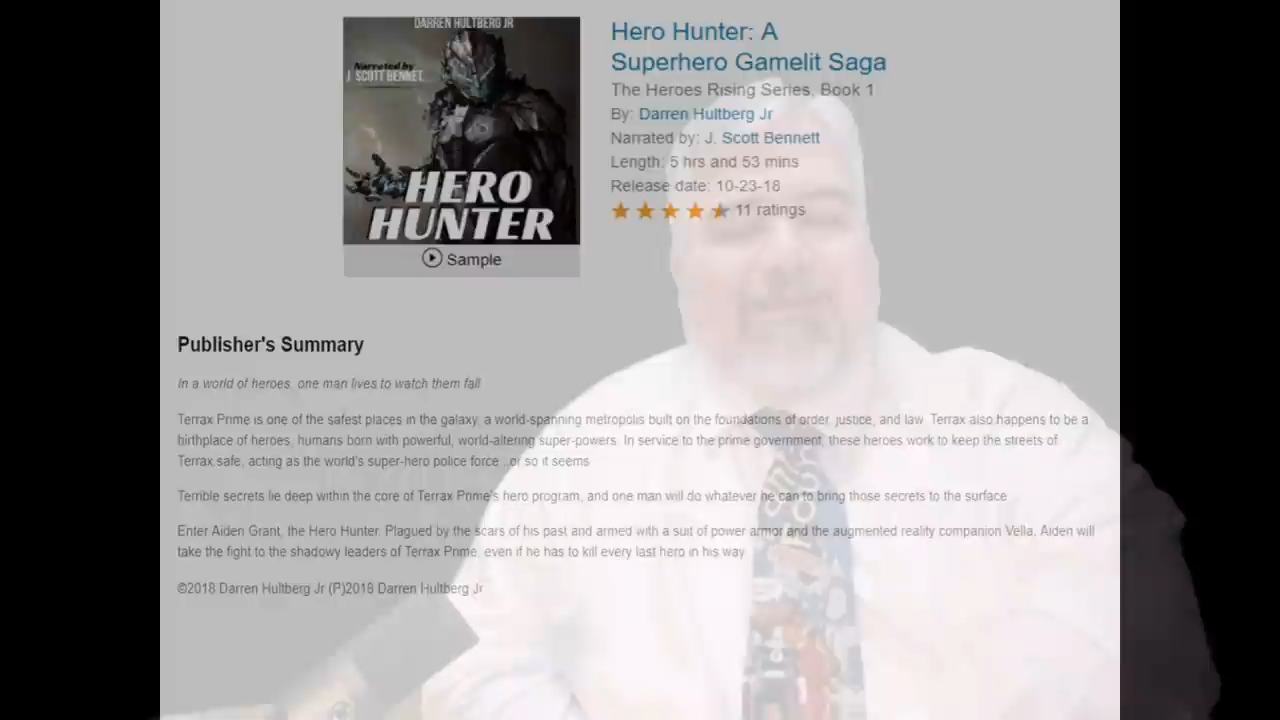 DARREN HULTBERG JR
Narrated by
J. SCOTT BENNET
HERO
HUNTER
Sample
Hero Hunter: A
Superhero Gamelit Saga
The Heroes Rising Series, Book 1
By: Darren Hultberg Jr
Narrated by: J. Scott Bennett
Length: 5 hrs and 53 mins
Release date: 10-23-18
11 ratings
Publisher's Summary
In a world of heroes, one man lives to watch them fall
Terrax Prime is one of the safest places in the galaxy, a world-spanning metropolis built on the foundations of order, justice, and law. Terrax also happens to be a
birthplace of heroes, humans born with powerful, world-altering super-powers. In service to the prime government, these heroes work to keep the streets of
Terrax safe, acting as the world's super-hero police force...or so it seems
Terrible secrets lie deep within the core of Terrax Prime's hero program, and one man will do whatever he can to bring those secrets to the surface
Enter Aiden Grant, the Hero Hunter. Plagued by the scars of his past and armed with a suit of power armor and the augmented reality companion Vella, Aiden will
take the fight to the shadowy leaders of Terrax Prime, even if he has to kill every last hero in his way
©2018 Darren Hultberg Jr (P)2018 Darren Hultberg Jr